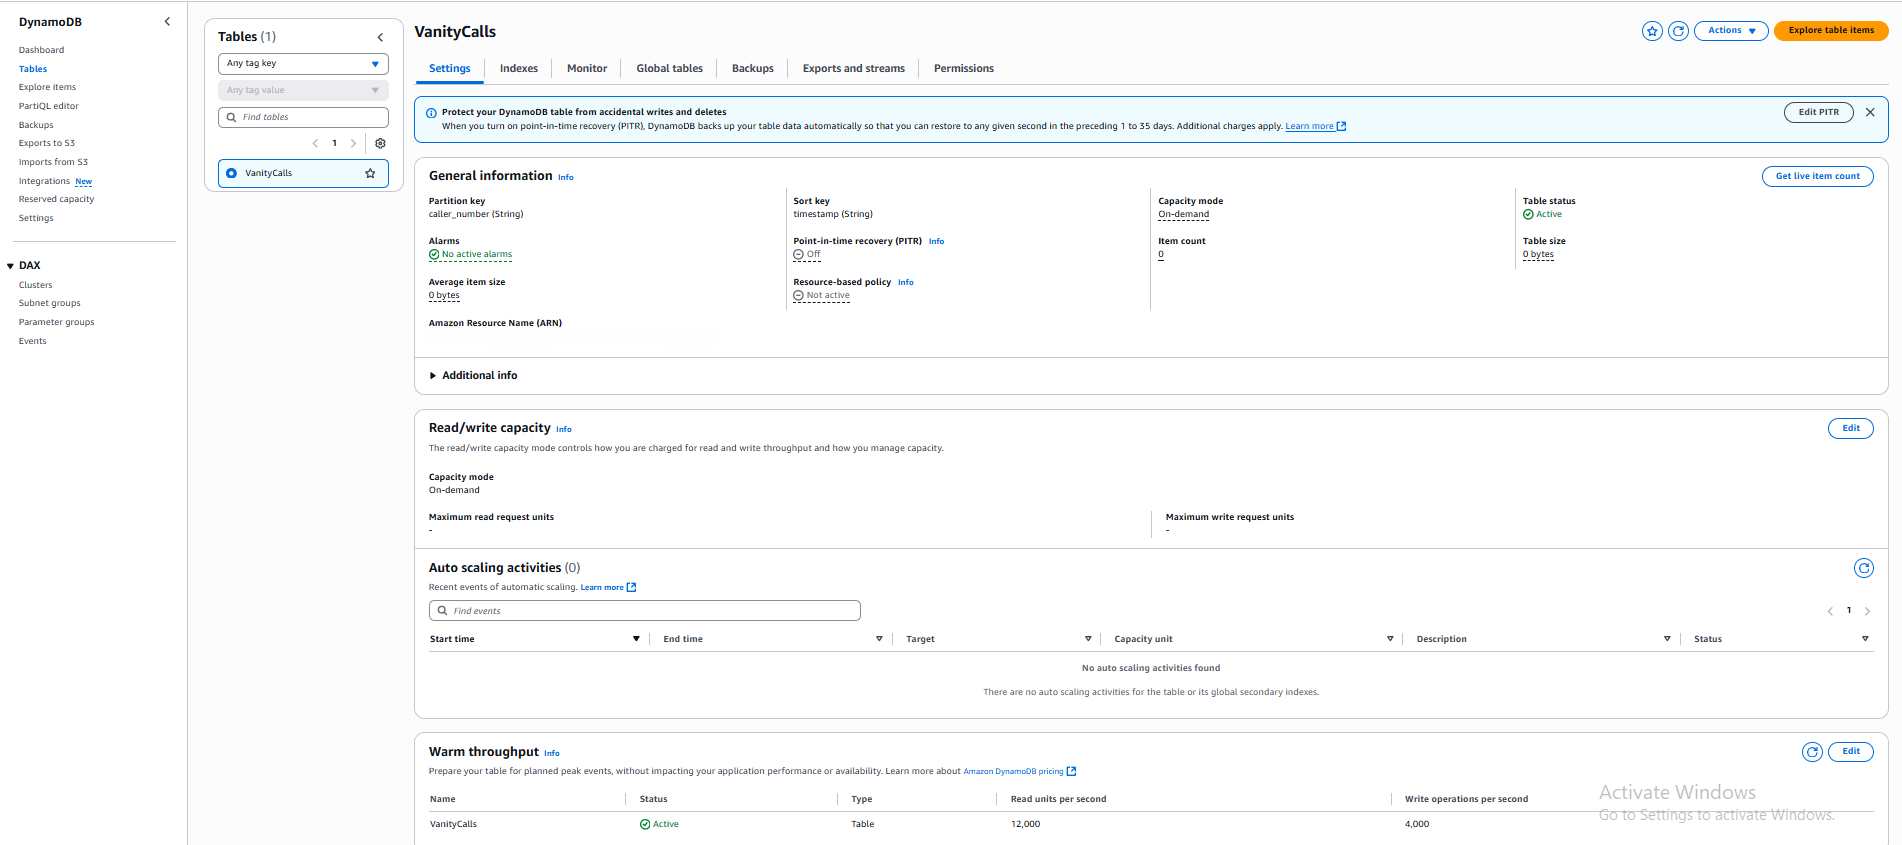 DynamoDB
Dashboard
Tables
Explore items
PartiQL editor
Backups
Exports to S3
Imports from S3
Integrations New
Reserved capacity
Settings
DAX
Clusters
Subnet groups
Parameter groups
Events
Tables (1)
Any tag key
Any tag value
Find tables
1
VanityCalls
VanityCalls
Actions
Explore table items
Settings
Indexes
Monitor
Global tables
Backups
Exports and streams
Permissions
Protect your DynamoDB table from accidental writes and deletes
When you turn on point-in-time recovery (PITR), DynamoDB backs up your table data automatically so that you can restore to any given second in the preceding 1 to 35 days. Additional charges apply. Learn more
Edit PITR
General information Info
Get live item count
Partition key
caller_number (String)
Sort key
timestamp (String)
Capacity mode
On-demand
Table status
Active
Alarms
No active alarms
Point-in-time recovery (PITR) Info
Off
Item count
0
Table size
0 bytes
Average item size
0 bytes
Resource-based policy Info
Not active
Amazon Resource Name (ARN)
Additional info
Read/write capacity Info
Edit
The read/write capacity mode controls how you are charged for read and write throughput and how you manage capacity.
Capacity mode
On-demand
Maximum read request units
-
Maximum write request units
-
Auto scaling activities (0)
Recent events of automatic scaling. Learn more
Find events
1
Start time
End time
Target
Capacity unit
Description
Status
No auto scaling activities found
There are no auto scaling activities for the table or its global secondary indexes.
Warm throughput Info
Edit
Prepare your table for planned peak events, without impacting your application performance or availability. Learn more about Amazon DynamoDB pricing
Name
Status
Type
Read units per second
Write operations per second
VanityCalls
Active
Table
12,000
4,000
Activate Windows
Go to Settings to activate Windows.